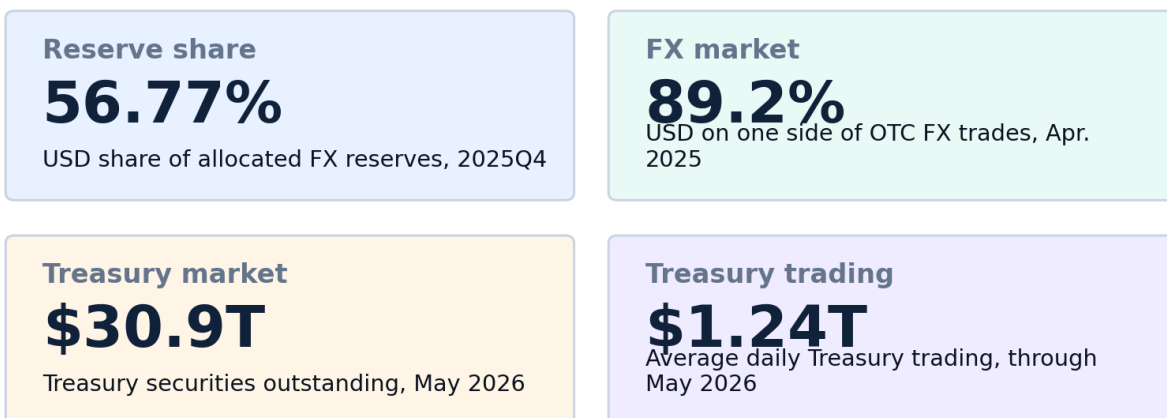 Reserve share
56.77%
USD share of allocated FX reserves, 2025Q4
FX market
89.2%
USD on one side of OTC FX trades, Apr.
2025
Treasury market
$30.9T
Treasury securities outstanding, May 2026
Treasury trading
$1.24T
Average daily Treasury trading, through
May 2026